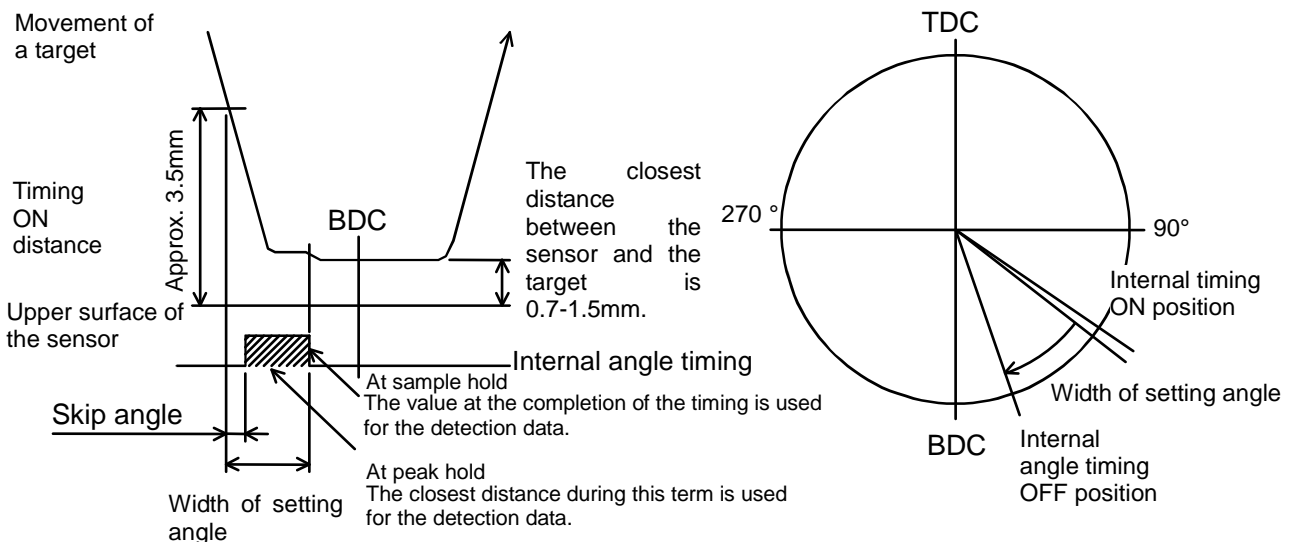 Movement of
a target
Approx. 3.5mm
Timing
ON
distance
BDC
The closest
distance
between the
sensor and the
target is
0.7-1.5mm.
Upper surface of
the sensor
Internal angle timing
At sample hold
The value at the completion of the timing is used
for the detection data.
Skip angle
At peak hold
The closest distance during this term is used
for the detection data.
Width of setting
angle
TDC
270 °
90°
Internal timing
ON position
Width of setting angle
BDC
Internal
angle timing
OFF position